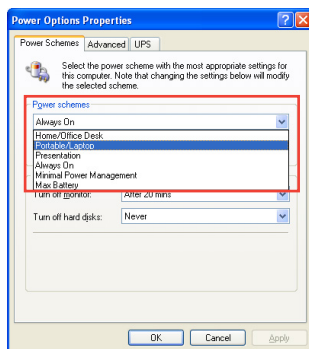 Power Options Properties
Power Schemes Advanced UPS
Select the power scheme with the most appropriate settings for
this computer. Note that changing the settings below will modify
the selected scheme.
Power schemes
Always On
Home/Office Desk
Portable/Laptop
Presentation
Always On
Minimal Power Management
Max Battery
Turn off monitor: After 20 mins
Turn off hard disks: Never
OK Cancel Apply